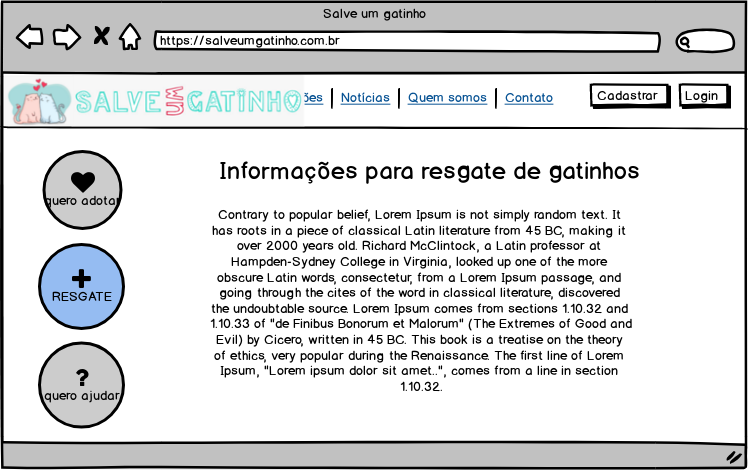 Salve um gatinho
https://salveumgatinho.com.br
SALVE UM GATINHO
ões | Notícias | Quem somos | Contato
Cadastrar
Login
quero adotar
RESGATE
? quero ajudar
Informações para resgate de gatinhos
Contrary to popular belief, Lorem Ipsum is not simply random text. It
has roots in a piece of classical Latin literature from 45 BC, making it
over 2000 years old. Richard McClintock, a Latin professor at
Hampden-Sydney College in Virginia, looked up one of the more
obscure Latin words, consectetur, from a Lorem Ipsum passage, and
going through the cites of the word in classical literature, discovered
the undoubtable source. Lorem Ipsum comes from sections 1.10.32 and
1.10.33 of "de Finibus Bonorum et Malorum" (The Extremes of Good and
Evil) by Cicero, written in 45 BC. This book is a treatise on the theory
of ethics, very popular during the Renaissance. The first line of Lorem
Ipsum, "Lorem ipsum dolor sit amet..", comes from a line in section
1.10.32.